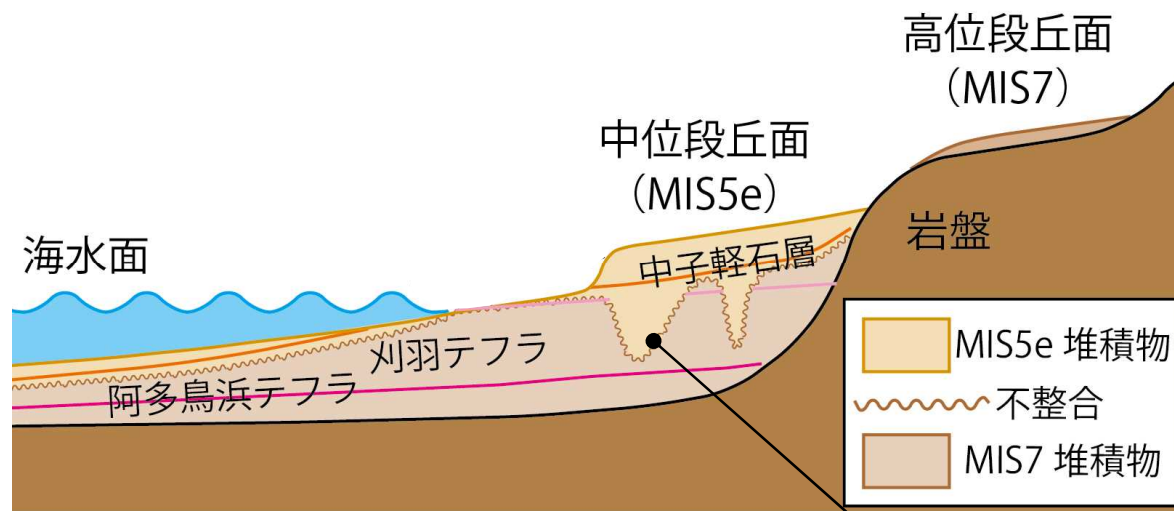 高位段丘面
（MIS7）
中位段丘面
（MIS5e）
海水面
中子軽石層
岩盤
刈羽テフラ
阿多鳥浜テフラ
MIS5e 堆積物
不整合
MIS7 堆積物